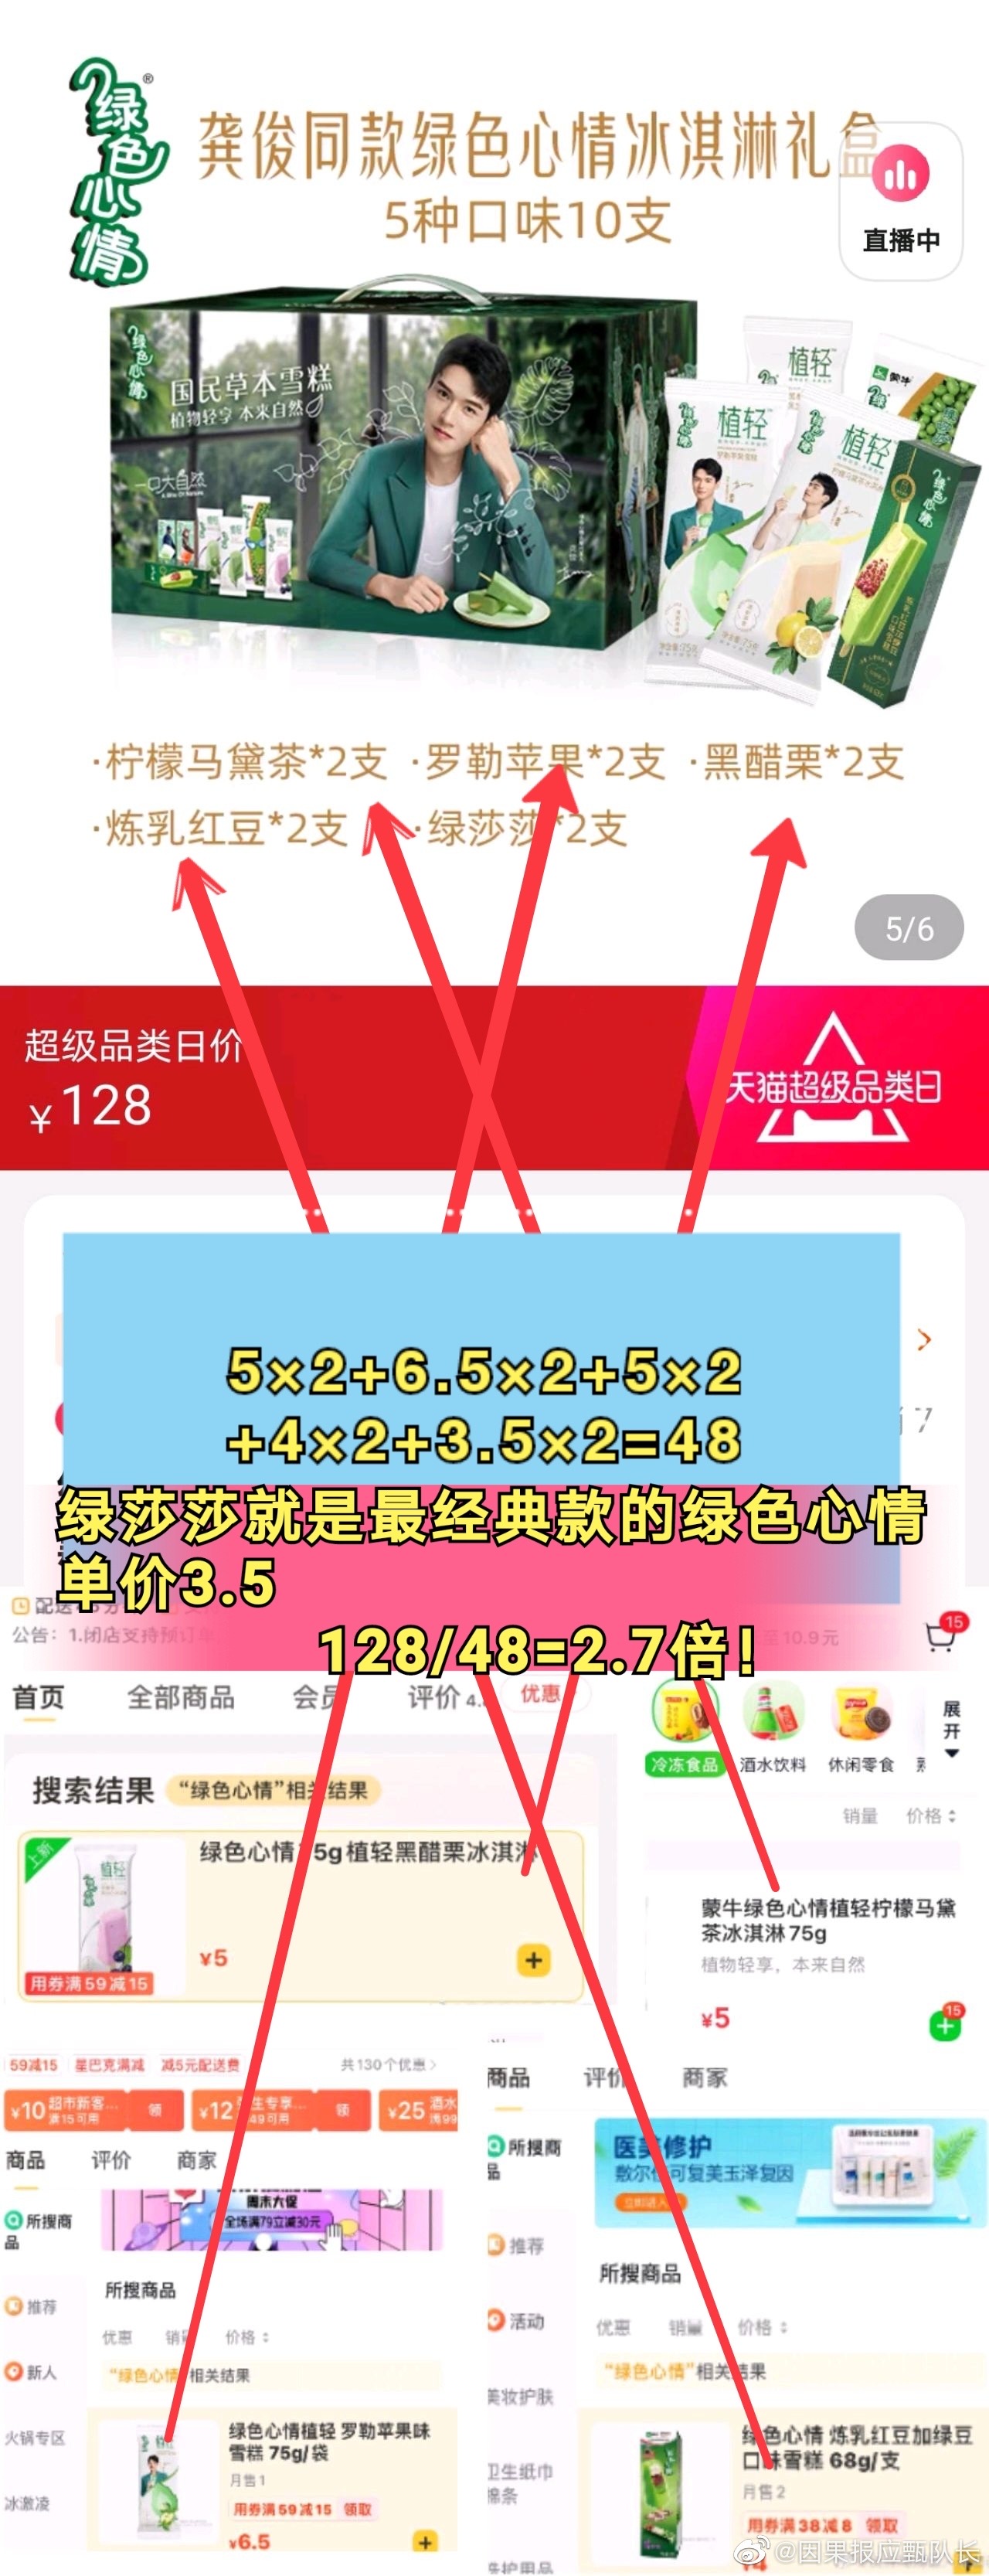 绿色心情®
龚俊同款绿色心情冰淇淋礼盒
5种口味10支
直播中
绿色心情
国民草本雪糕
植物轻享 本来自然
一口大自然
植轻
蒙牛
植轻
植轻
绿色心情
·柠檬马黛茶*2支 ·罗勒苹果*2支 ·黑醋栗*2支
·炼乳红豆*2支 ·绿莎莎*2支
5/6
超级品类日价
¥128
天猫超级品类日
5×2+6.5×2+5×2
+4×2+3.5×2=48
绿莎莎就是最经典款的绿色心情
单价3.5
128/48=2.7倍！
公告：1.闭店支持预订单
10.9元
15
首页 全部商品 会员 评价 优惠
搜索结果 “绿色心情”相关结果
上新
绿色心情75g植轻黑醋栗冰淇淋
植轻
¥5
用券满59减15
展开
冷冻食品 酒水饮料 休闲零食
销量 价格
蒙牛绿色心情植轻柠檬马黛
茶冰淇淋75g
植物轻享，本来自然
¥5
15
59减15 星巴克满减 减5元配送费 共130个优惠
¥10 超市新客... 满15可用 领
¥12 领
¥25 酒水
商品 评价 商家
所搜商品
周末大促
全场满79立减30元
推荐
新人
火锅专区
冰激凌
所搜商品
优惠 销量 价格
“绿色心情”相关结果
绿色心情植轻 罗勒苹果味
雪糕 75g/袋
月售1
用券满59减15 领取
¥6.5
商品 评价 商家
所搜商品
医美修护
敷尔佳可复美玉泽复因
推荐
活动
美妆护肤
卫生纸巾
棉条
洗护用品
所搜商品
优惠 销量 价格
“绿色心情”相关结果
绿色心情 炼乳红豆加绿豆
口味雪糕 68g/支
月售2
用券满38减8 领取
¥4
@因果报应甄队长